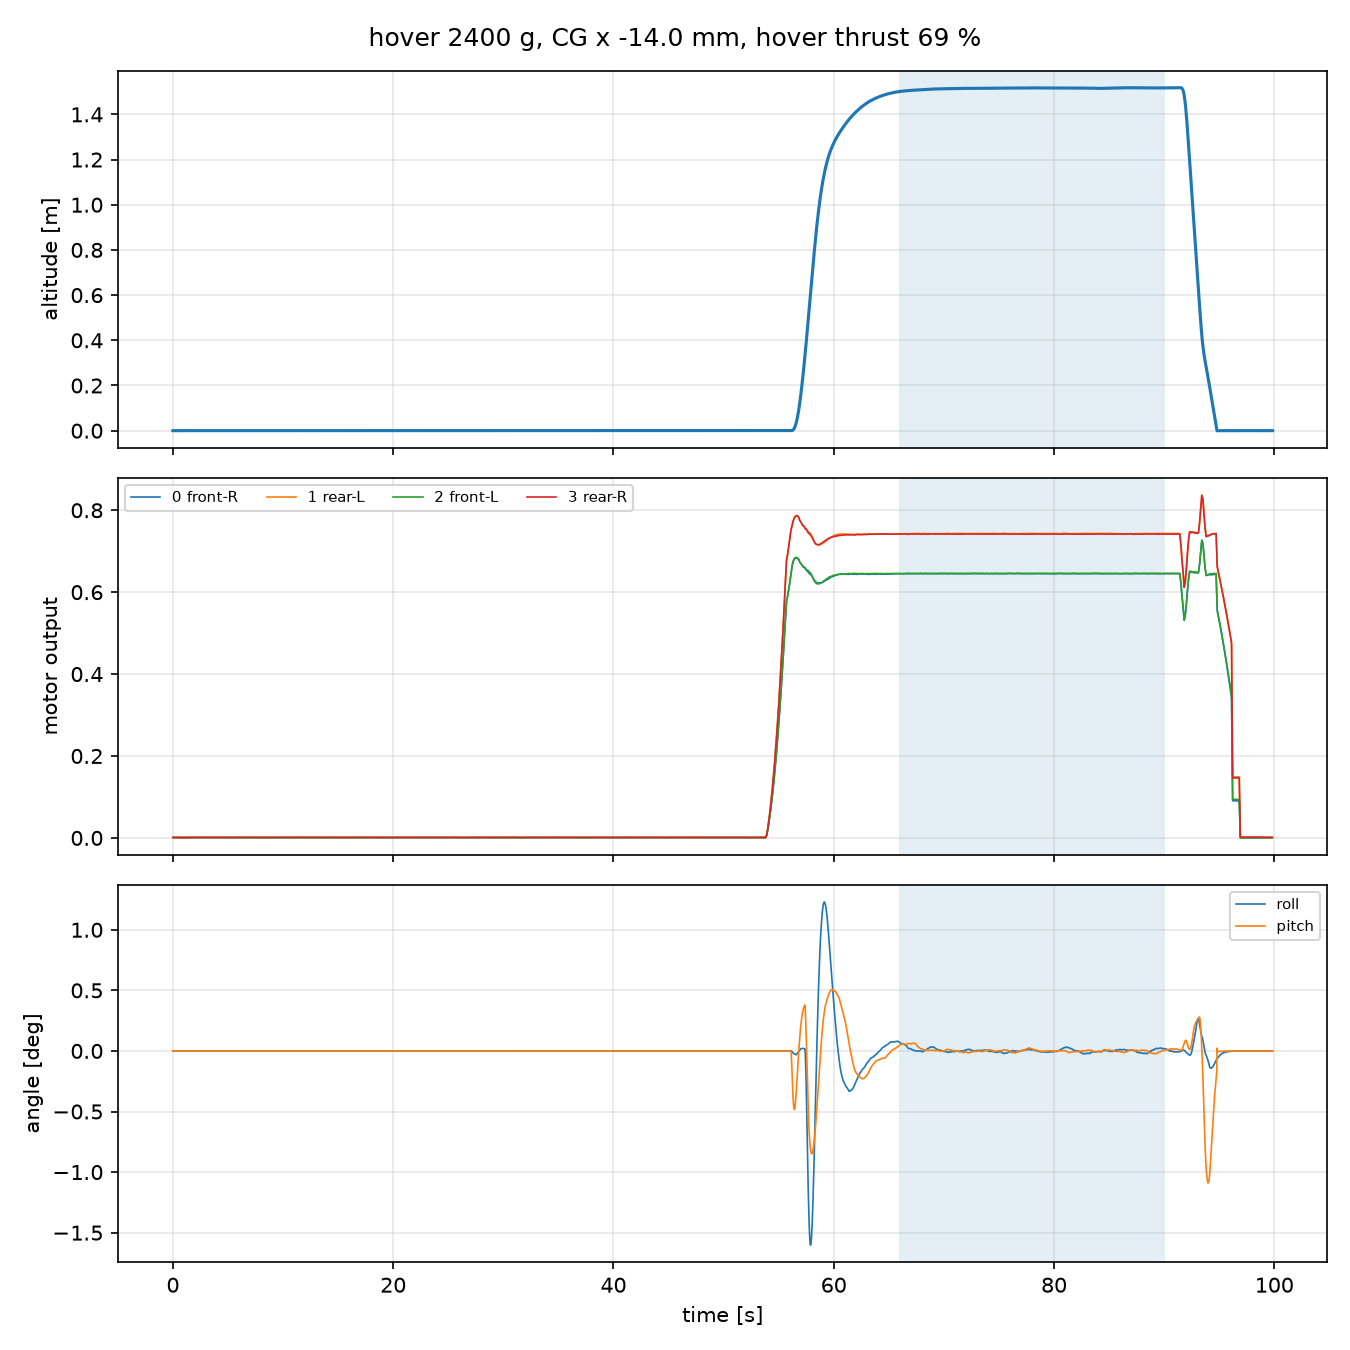 hover 2400 g, CG x -14.0 mm, hover thrust 69 %
altitude [m]
1.4
1.2
1.0
0.8
0.6
0.4
0.2
0.0
motor output
0 front-R 1 rear-L 2 front-L 3 rear-R
0.8
0.6
0.4
0.2
0.0
angle [deg]
roll
pitch
1.0
0.5
0.0
−0.5
−1.0
−1.5
0 20 40 60 80 100
time [s]